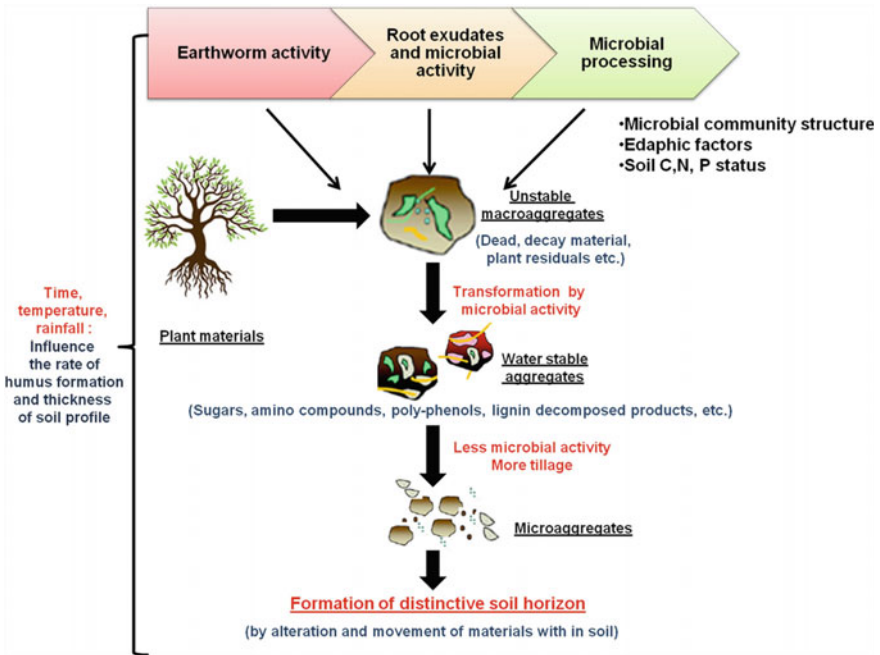 Earthworm activity
Root exudates
and microbial
activity
Microbial
processing
•Microbial community structure
•Edaphic factors
•Soil C,N, P status
Unstable
macroaggregates
(Dead, decay material,
plant residuals etc.)
Transformation by
microbial activity
Time,
temperature,
rainfall :
Influence
the rate of
humus formation
and thickness
of soil profile
Plant materials
Water stable
aggregates
(Sugars, amino compounds, poly-phenols, lignin decomposed products, etc.)
Less microbial activity
More tillage
Microaggregates
Formation of distinctive soil horizon
(by alteration and movement of materials with in soil)